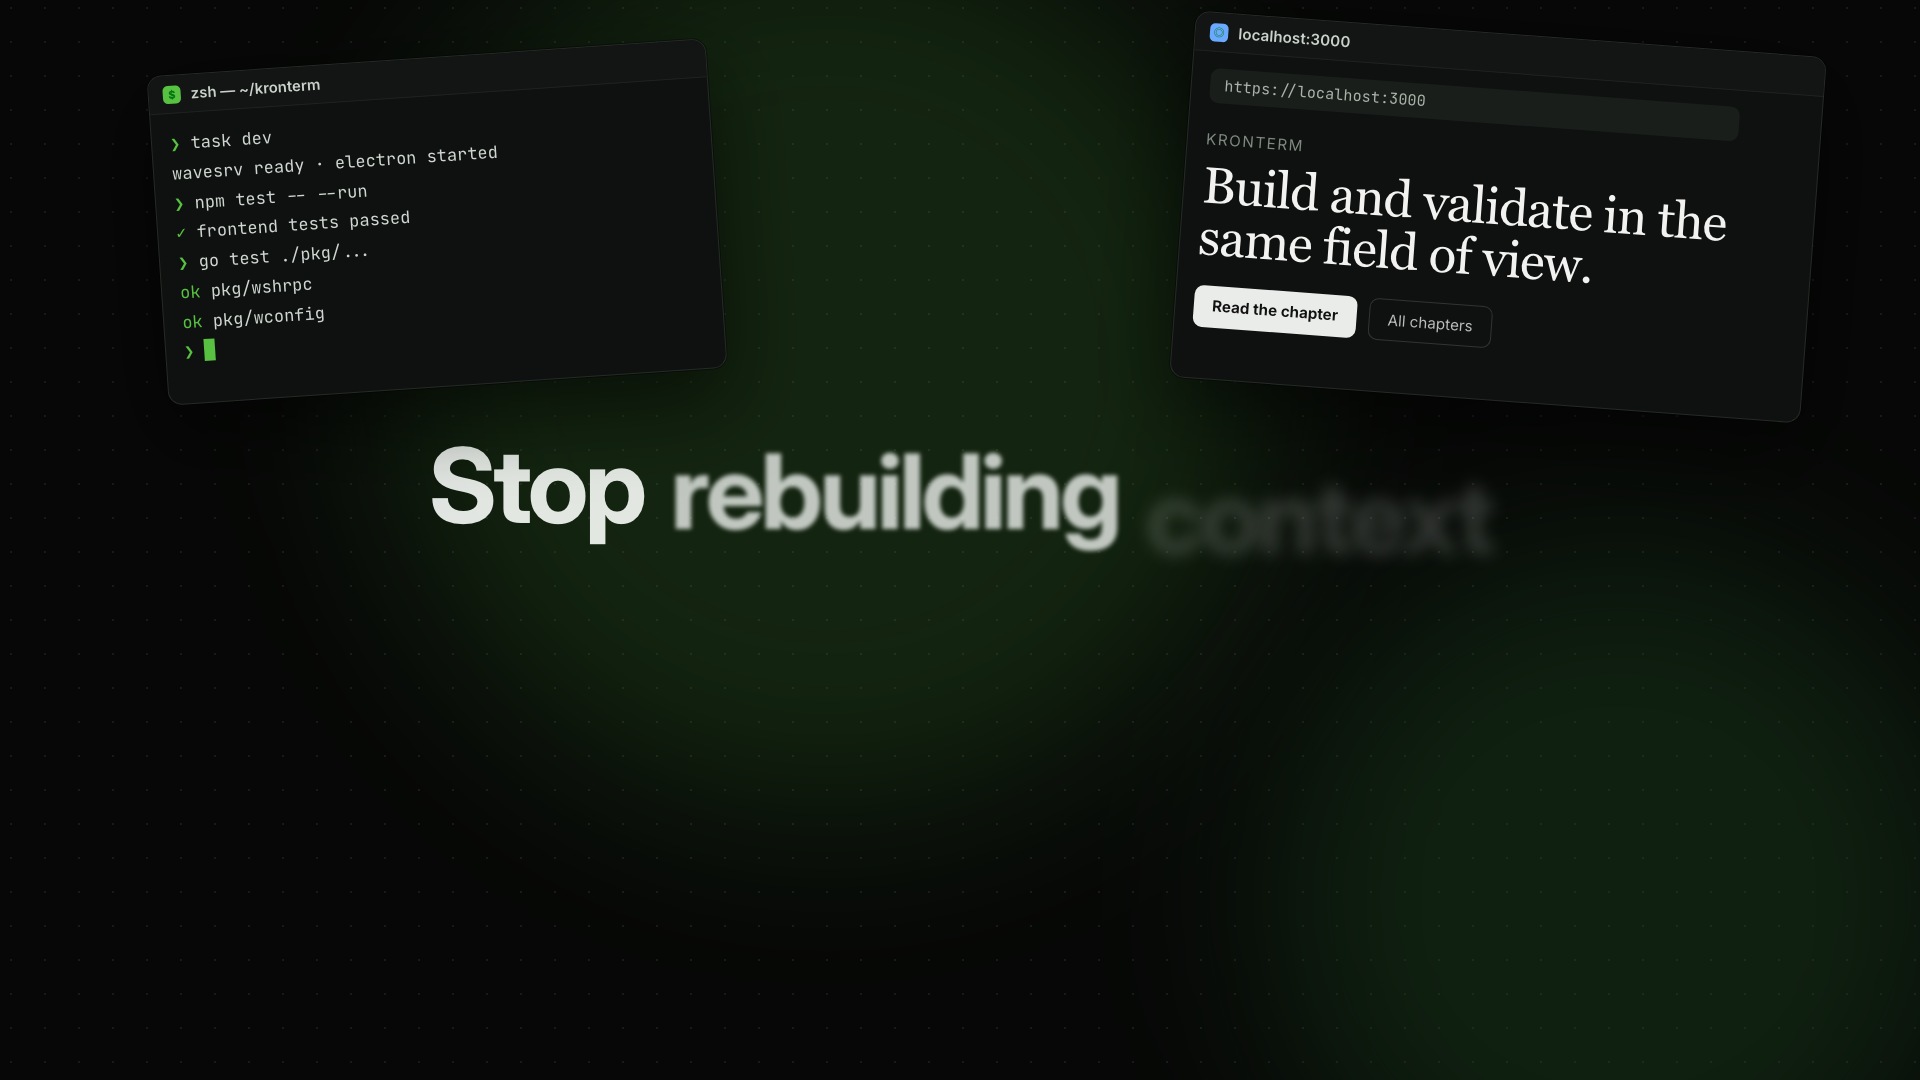 $ zsh — ~/kronterm
❯ task dev
wavesrv ready · electron started
❯ npm test -- --run
✓ frontend tests passed
❯ go test ./pkg/...
ok pkg/wshrpc
ok pkg/wconfig
❯
localhost:3000
https://localhost:3000
KRONTERM
Build and validate in the
same field of view.
Read the chapter
All chapters
Stop rebuilding context